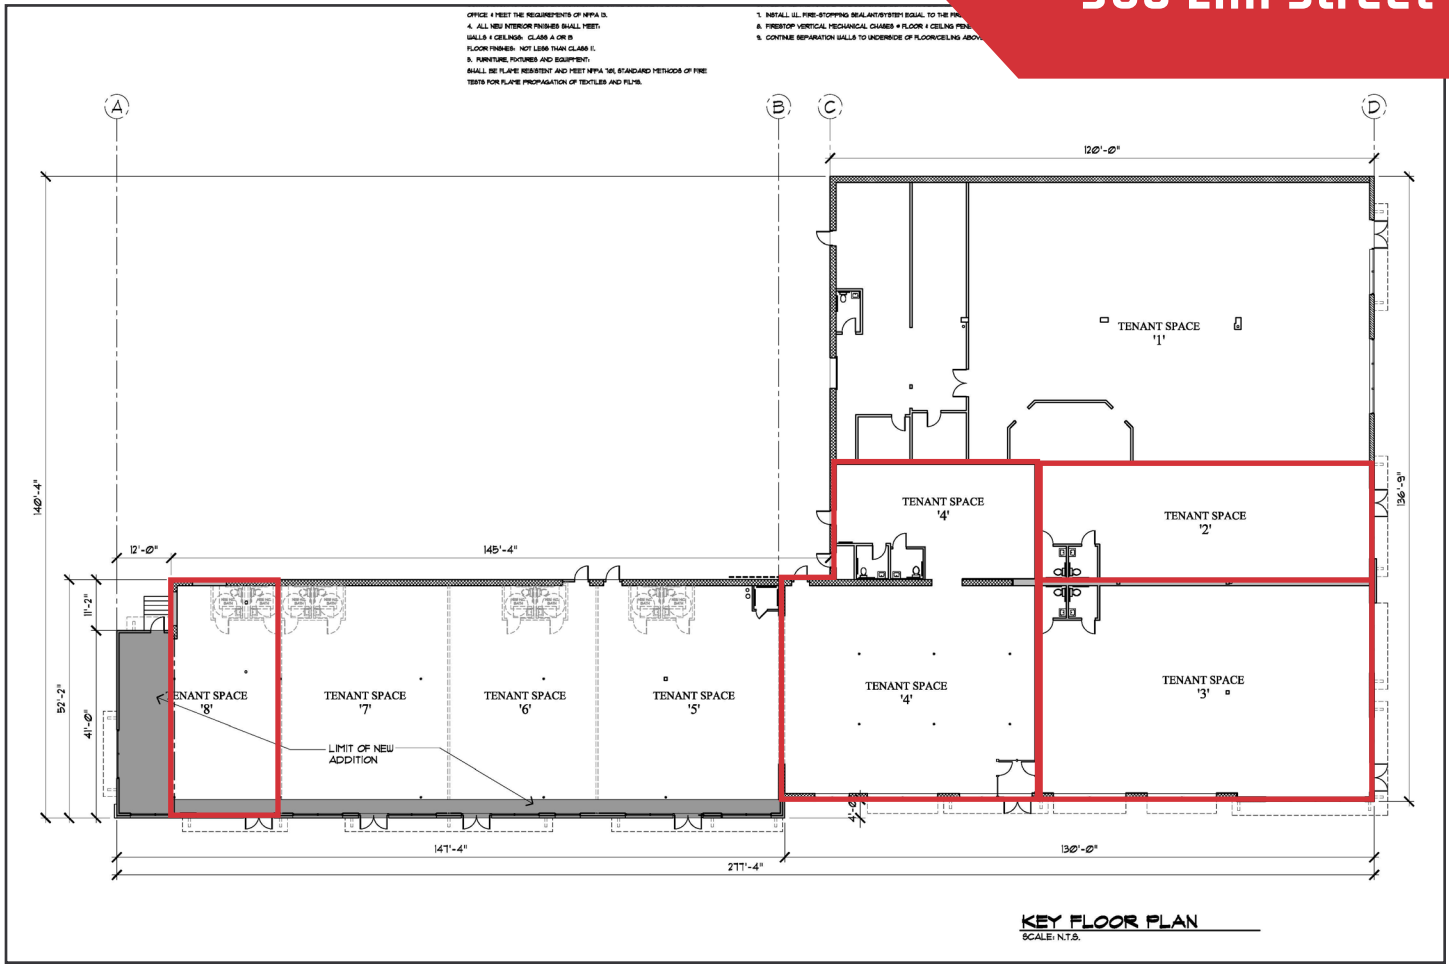 OFFICE & MEET THE REQUIREMENTS OF NFPA 13.
4. ALL NEW INTERIOR FINISHES SHALL MEET:
WALLS & CEILINGS: CLASS A OR B
FLOOR FINISHES: NOT LESS THAN CLASS II.
5. FURNITURE, FIXTURES AND EQUIPMENT:
SHALL BE FLAME RESISTENT AND MEET NFPA 701, STANDARD METHODS OF FIRE
TESTS FOR FLAME PROPAGATION OF TEXTILES AND FILMS.
7. INSTALL U.L. FIRE-STOPPING SEALANT/SYSTEM EQUAL TO THE
8. FIRESTOP VERTICAL MECHANICAL CHASES @ FLOOR & CEILING
9. CONTINUE SEPARATION WALLS TO UNDERSIDE OF FLOOR/CEILING
Elm Street
A
B
C
D
120'-0"
140'-4"
136'-9"
TENANT SPACE
'1'
TENANT SPACE
'4'
TENANT SPACE
'2'
12'-0"
145'-4"
11'-2"
52'-2"
41'-0"
TENANT SPACE
'8'
TENANT SPACE
'7'
TENANT SPACE
'6'
TENANT SPACE
'5'
TENANT SPACE
'4'
TENANT SPACE
'3'
LIMIT OF NEW
ADDITION
4'-0"
147'-4"
130'-0"
277'-4"
KEY FLOOR PLAN
SCALE: N.T.S.